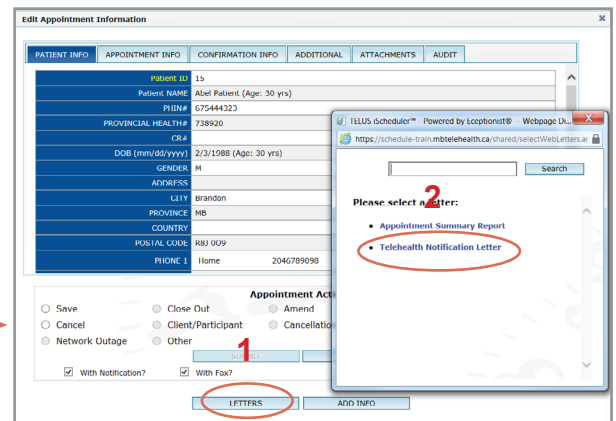 Edit Appointment Information
PATIENT INFO APPOINTMENT INFO CONFIRMATION INFO ADDITIONAL ATTACHMENTS AUDIT
Patient ID 15
Patient NAME Abel Patient (Age: 30 yrs)
PHIN# 675444323
PROVINCIAL HEALTH# 738920
CR#
DOB (mm/dd/yyyy) 2/3/1988 (Age: 30 yrs)
GENDER M
ADDRESS
CITY Brandon
PROVINCE MB
COUNTRY
POSTAL CODE R8J 0O9
PHONE 1 Home 2046789098
TELUS iScheduler™ Powered by Eceptionist® -- Webpage Di...
https://schedule-train.mbtelehealth.ca/shared/selectWebLetters.as
Search
2
Please select a letter:
• Appointment Summary Report
• Telehealth Notification Letter
Appointment Act
Save Close Out Amend
Cancel Client/Participant Cancellatio
Network Outage Other
1
SUBMIT
With Notification? With Fax?
LETTERS ADD INFO